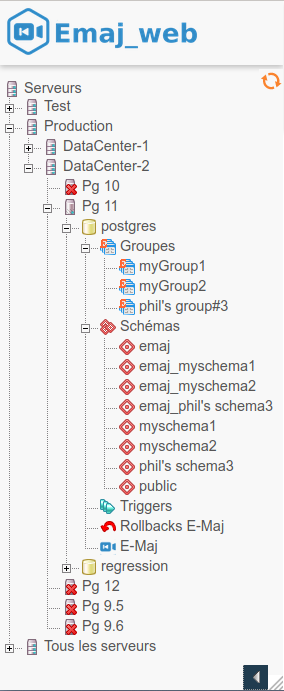 Emaj_web
Serveurs
Test
Production
DataCenter-1
DataCenter-2
Pg 10
Pg 11
postgres
Groupes
myGroup1
myGroup2
phil's group#3
Schémas
emaj
emaj_myschema1
emaj_myschema2
emaj_phil's schema3
myschema1
myschema2
phil's schema3
public
Triggers
Rollbacks E-Maj
E-Maj
regression
Pg 12
Pg 9.5
Pg 9.6
Tous les serveurs